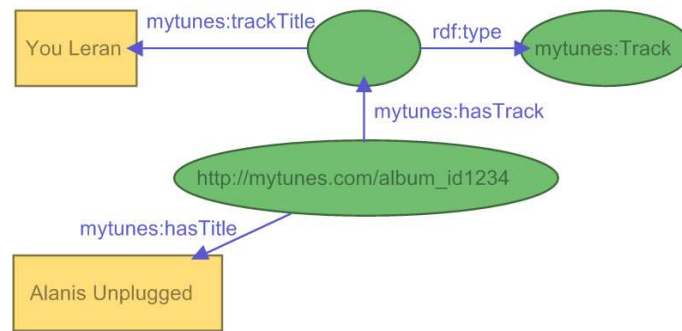 mytunes:trackTitle
rdf:type
You Leran
mytunes:Track
mytunes:hasTrack
http://mytunes.com/album_id1234
mytunes:hasTitle
Alanis Unplugged